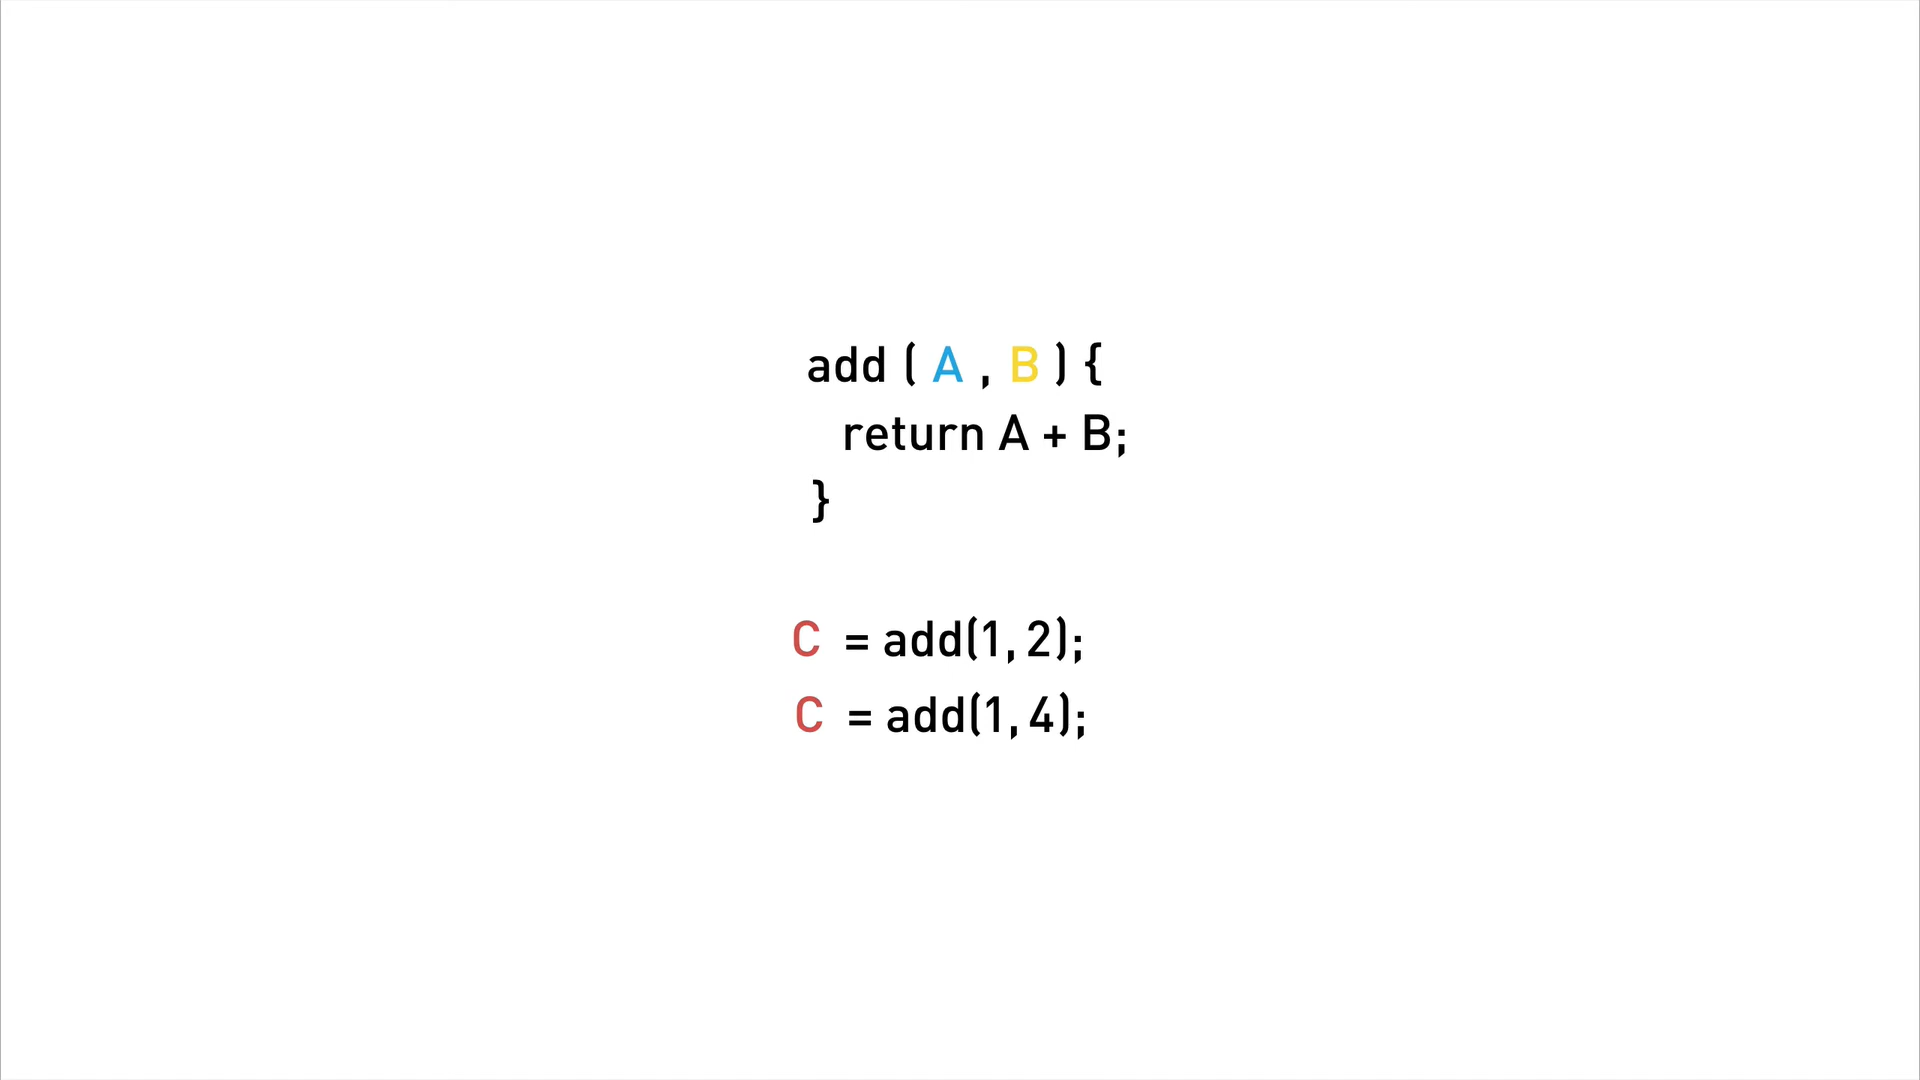 add ( A , B ) {
return A + B;
}
C = add(1, 2);
C = add(1, 4);